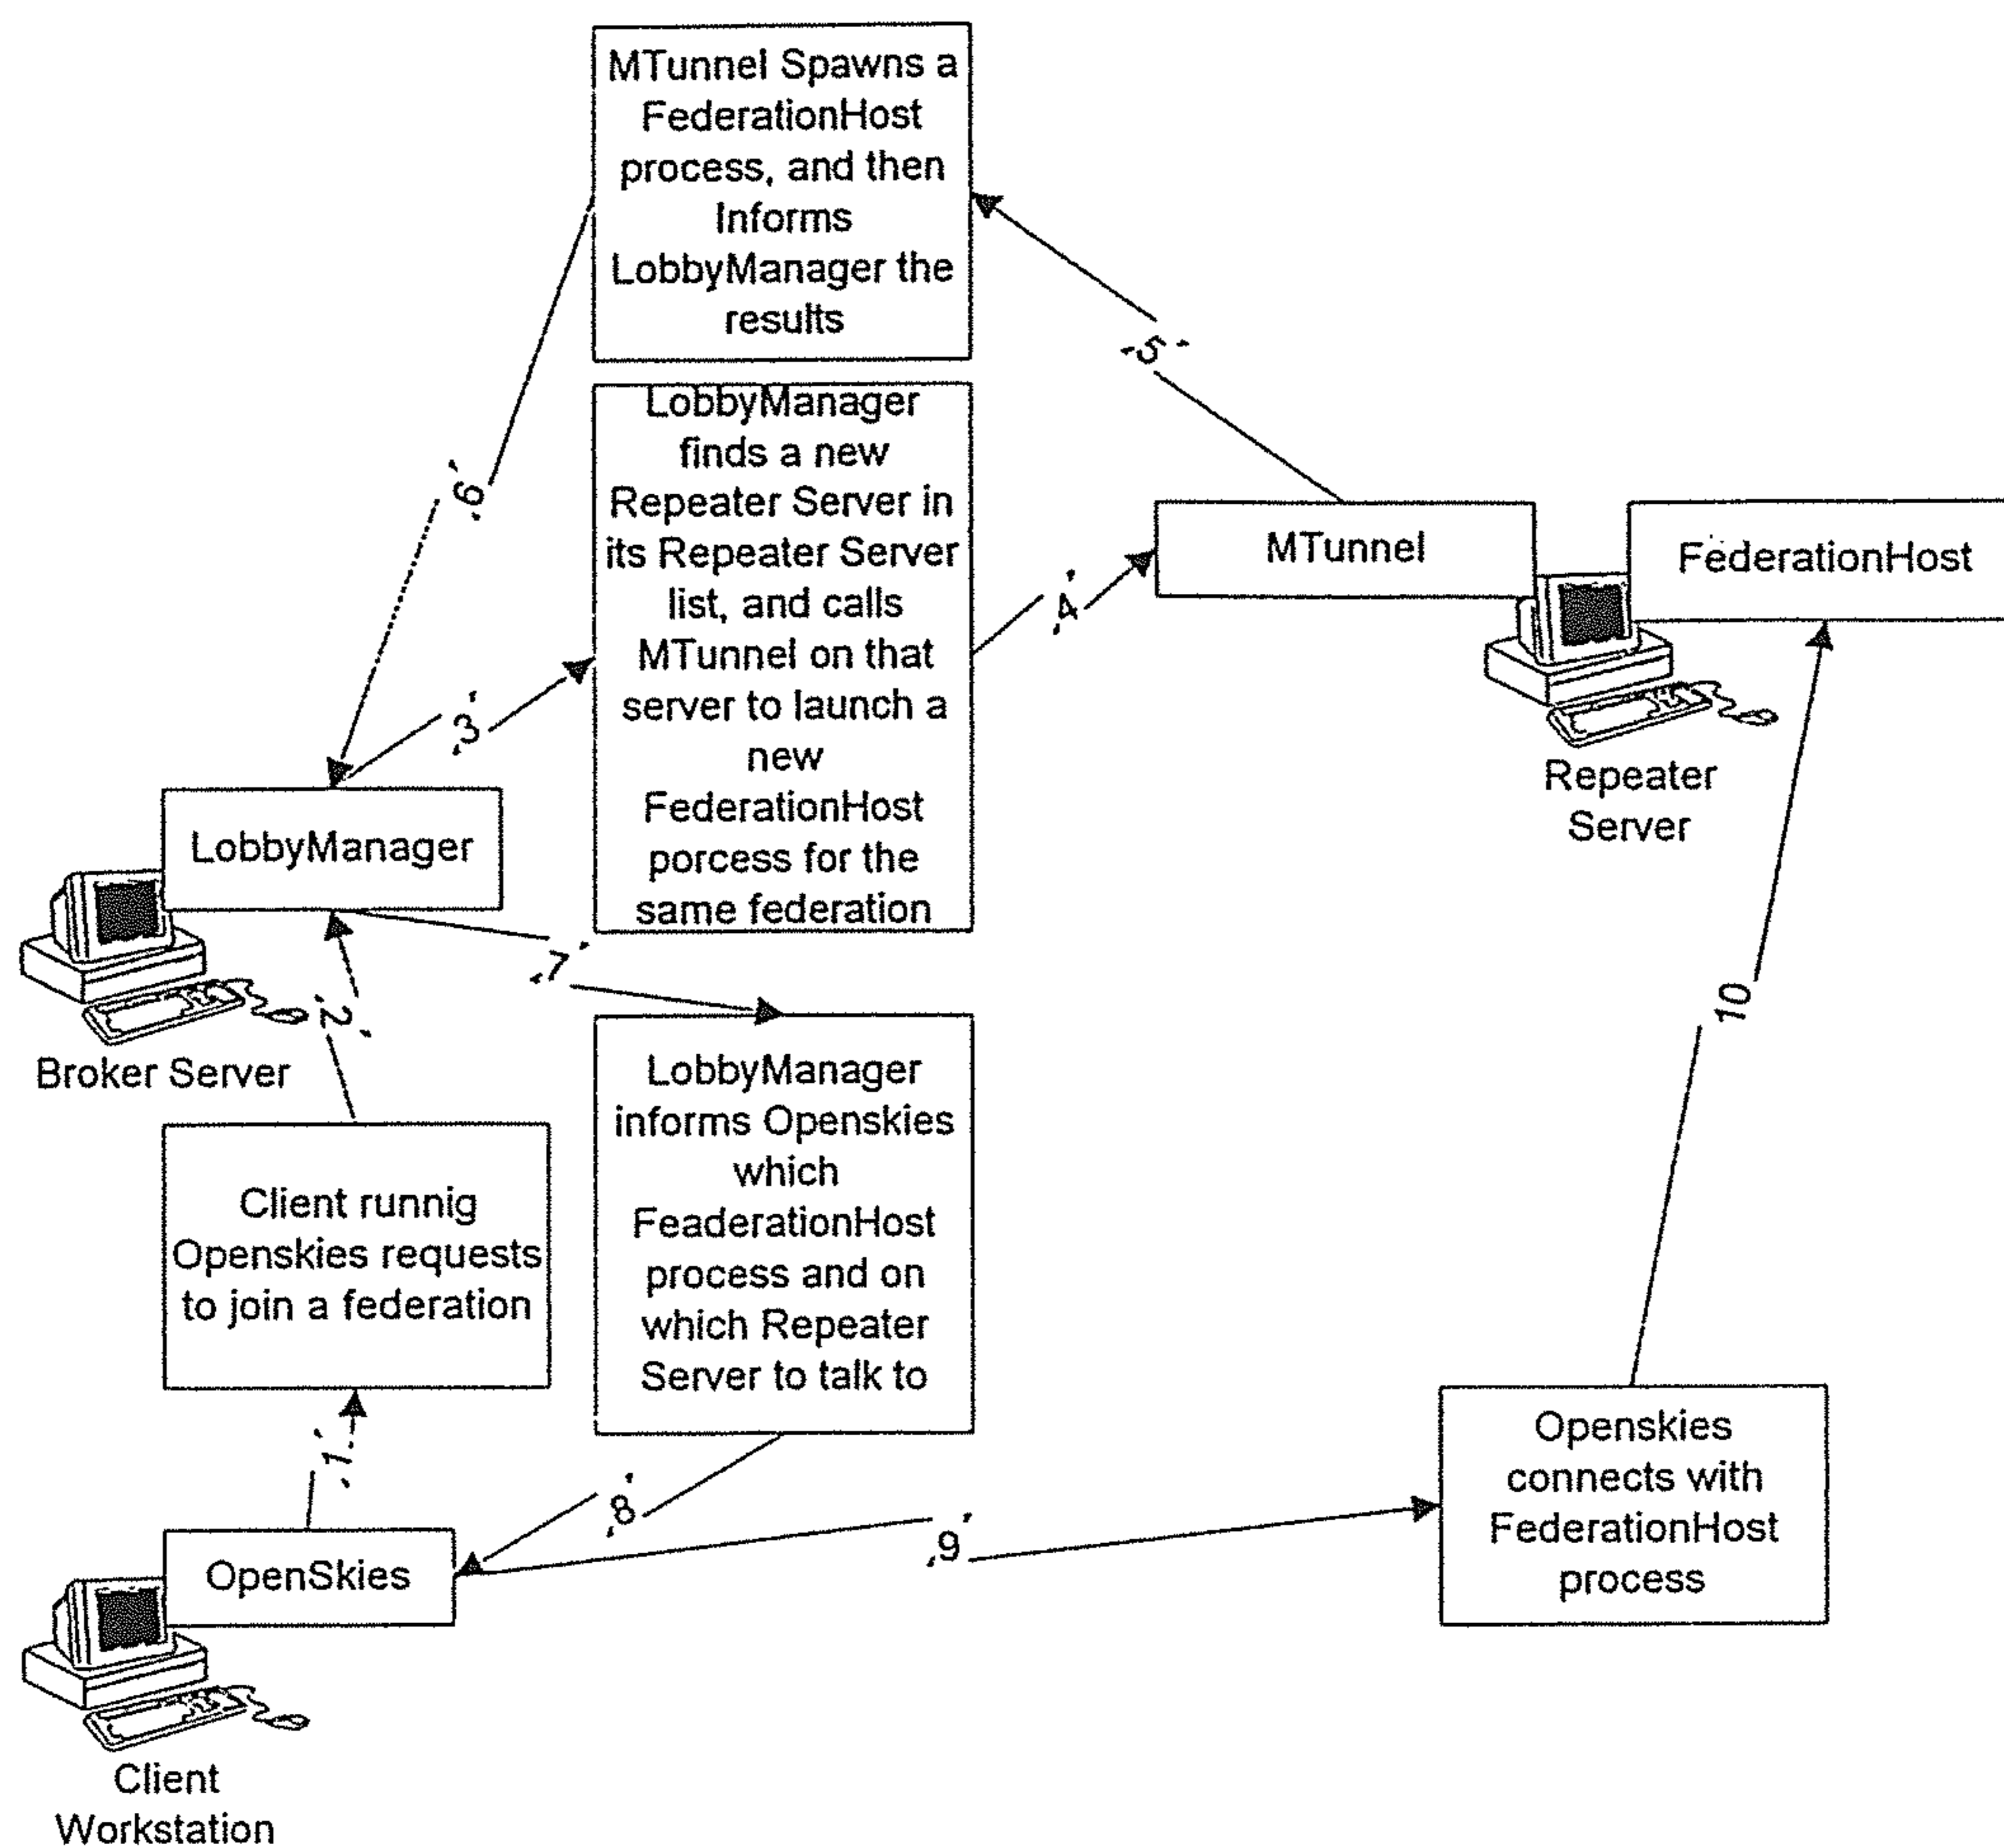 MTunnel Spawns a
FederationHost
process, and then
Informs
LobbyManager the
results
.5.
LobbyManager
finds a new
Repeater Server in
its Repeater Server
list, and calls
MTunnel on that
server to launch a
new
FederationHost
porcess for the
same federation
.6.
.4.
MTunnel
FederationHost
.3.
Repeater
Server
LobbyManager
.7.
.2.
Broker Server
10
LobbyManager
informs Openskies
which
FeaderationHost
process and on
which Repeater
Server to talk to
Client runnig
Openskies requests
to join a federation
.1.
.8.
.9.
Openskies
connects with
FederationHost
process
OpenSkies
Client
Workstation